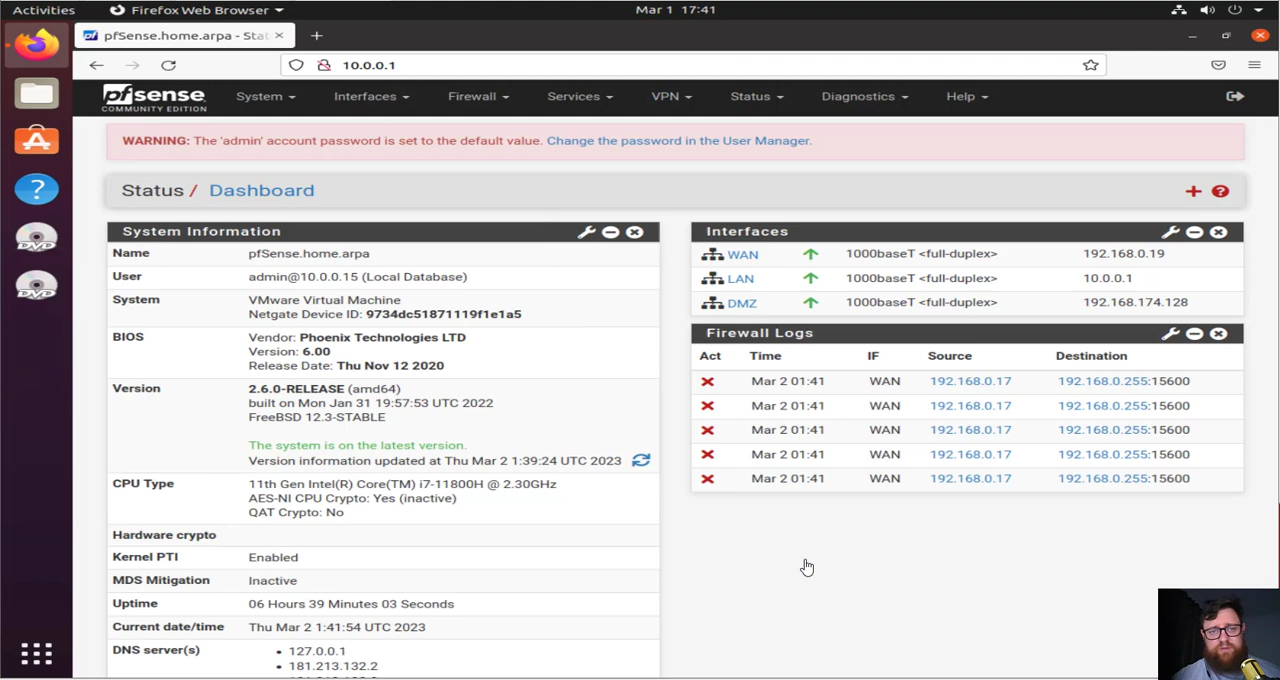 Activities Firefox Web Browser Mar 1 17:41
pfSense.home.arpa - Stat
10.0.0.1
pfsense COMMUNITY EDITION System Interfaces Firewall Services VPN Status Diagnostics Help
WARNING: The 'admin' account password is set to the default value. Change the password in the User Manager.
Status / Dashboard
System Information
Name pfSense.home.arpa
User admin@10.0.0.15 (Local Database)
System VMware Virtual Machine
Netgate Device ID: 9734dc51871119f1e1a5
BIOS Vendor: Phoenix Technologies LTD
Version: 6.00
Release Date: Thu Nov 12 2020
Version 2.6.0-RELEASE (amd64)
built on Mon Jan 31 19:57:53 UTC 2022
FreeBSD 12.3-STABLE
The system is on the latest version.
Version information updated at Thu Mar 2 1:39:24 UTC 2023
CPU Type 11th Gen Intel(R) Core(TM) i7-11800H @ 2.30GHz
AES-NI CPU Crypto: Yes (inactive)
QAT Crypto: No
Hardware crypto
Kernel PTI Enabled
MDS Mitigation Inactive
Uptime 06 Hours 39 Minutes 03 Seconds
Current date/time Thu Mar 2 1:41:54 UTC 2023
DNS server(s) 127.0.0.1
181.213.132.2
Interfaces
WAN 1000baseT <full-duplex> 192.168.0.19
LAN 1000baseT <full-duplex> 10.0.0.1
DMZ 1000baseT <full-duplex> 192.168.174.128
Firewall Logs
Act Time IF Source Destination
Mar 2 01:41 WAN 192.168.0.17 192.168.0.255:15600
Mar 2 01:41 WAN 192.168.0.17 192.168.0.255:15600
Mar 2 01:41 WAN 192.168.0.17 192.168.0.255:15600
Mar 2 01:41 WAN 192.168.0.17 192.168.0.255:15600
Mar 2 01:41 WAN 192.168.0.17 192.168.0.255:15600
DVD
DVD